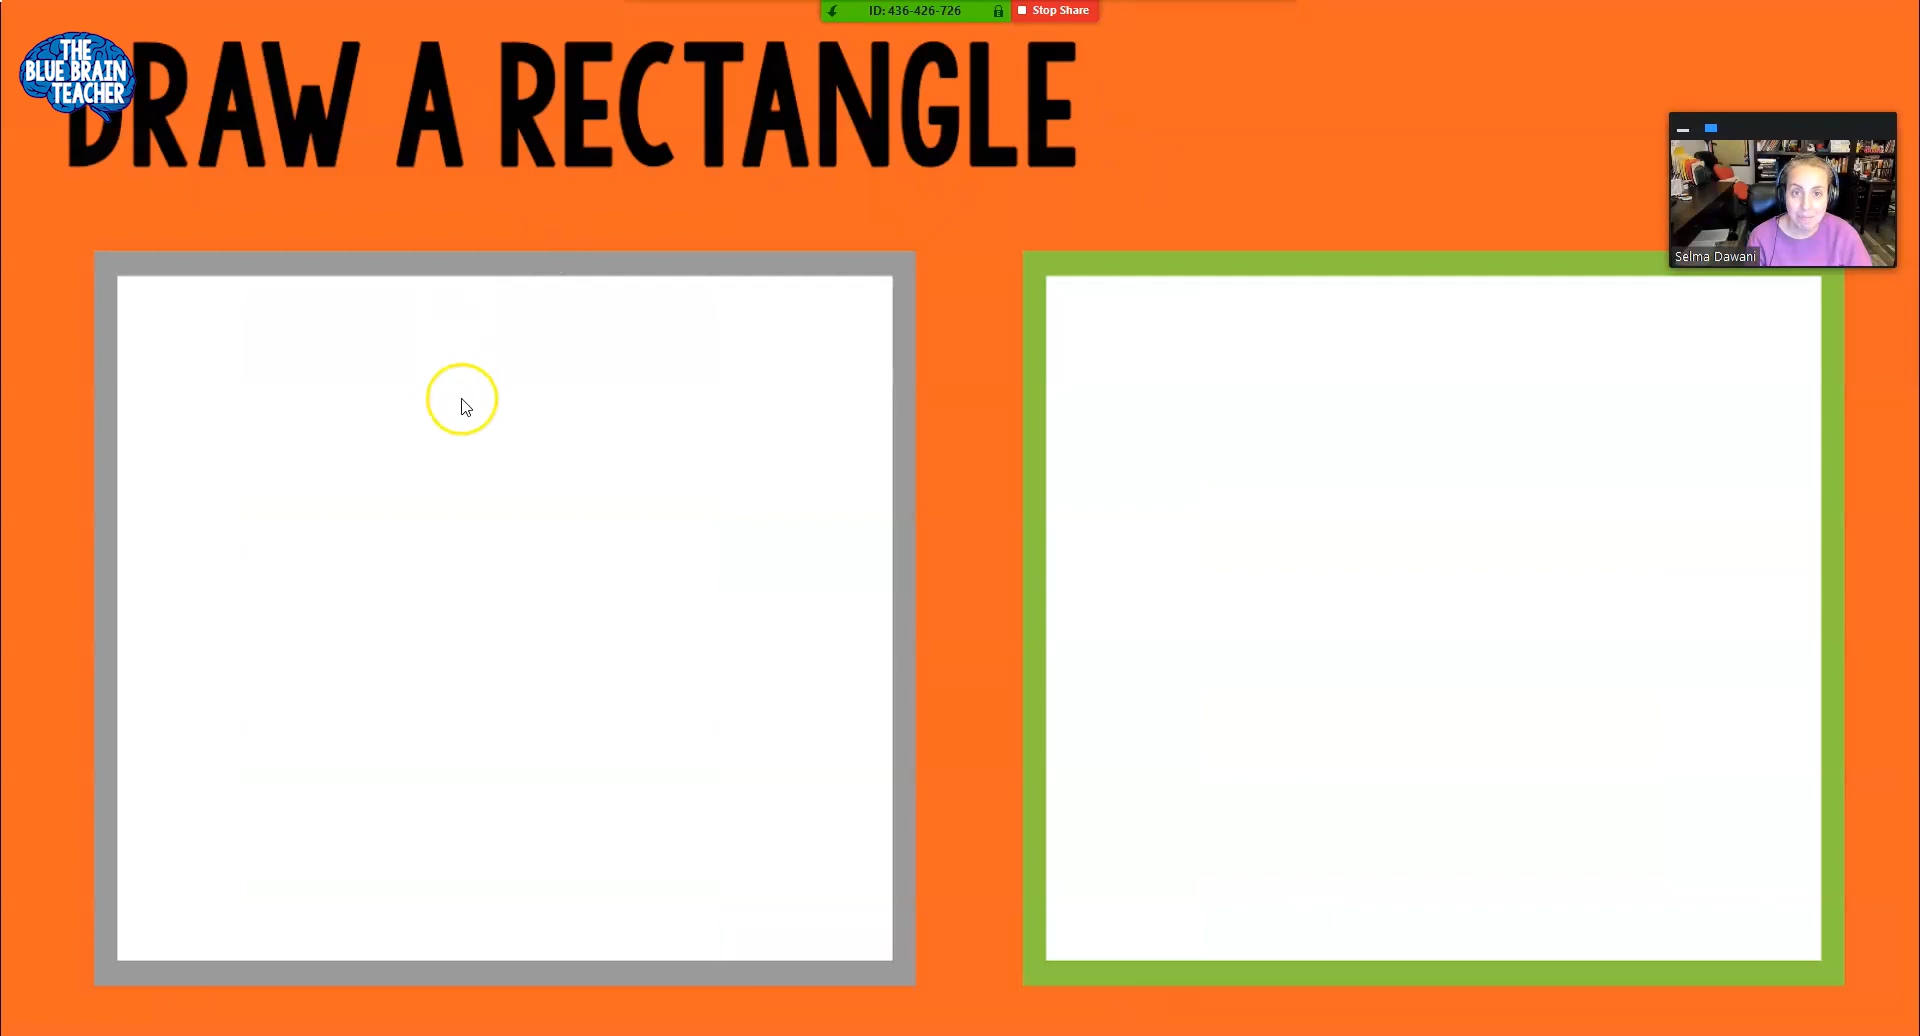 ID: 436-426-726
Stop Share
THE
BLUE BRAIN
TEACHER
DRAW A RECTANGLE
Selma Dawani